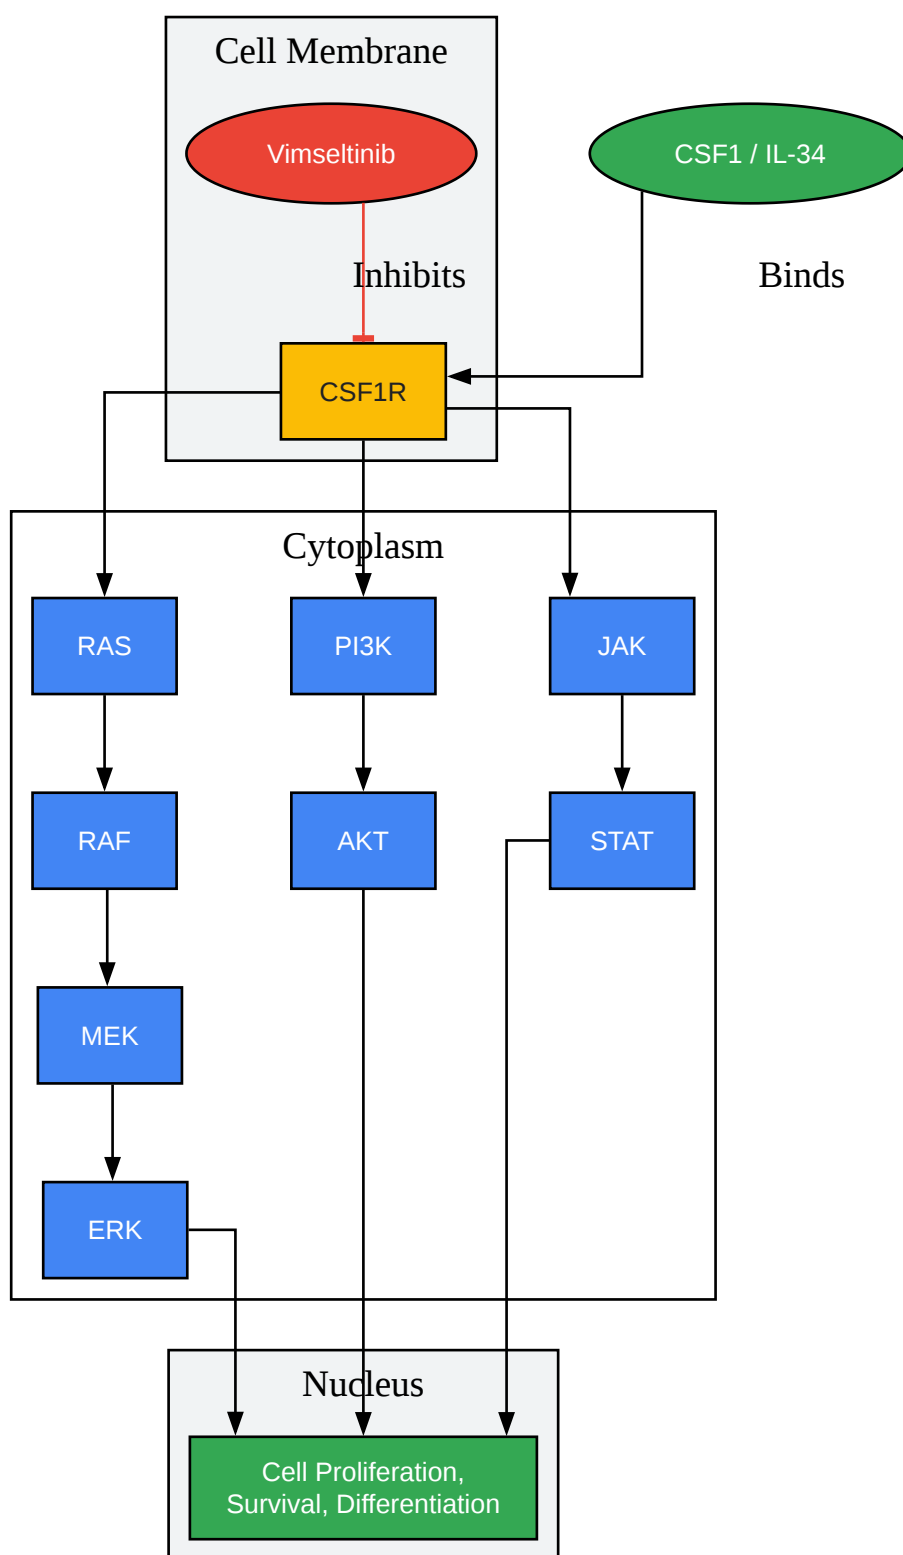 Cell Membrane
Vimseltinib
CSF1 / IL-34
Inhibits
Binds
CSF1R
Cytoplasm
RAS
PI3K
JAK
RAF
AKT
STAT
MEK
ERK
Nucleus
Cell Proliferation,
Survival, Differentiation